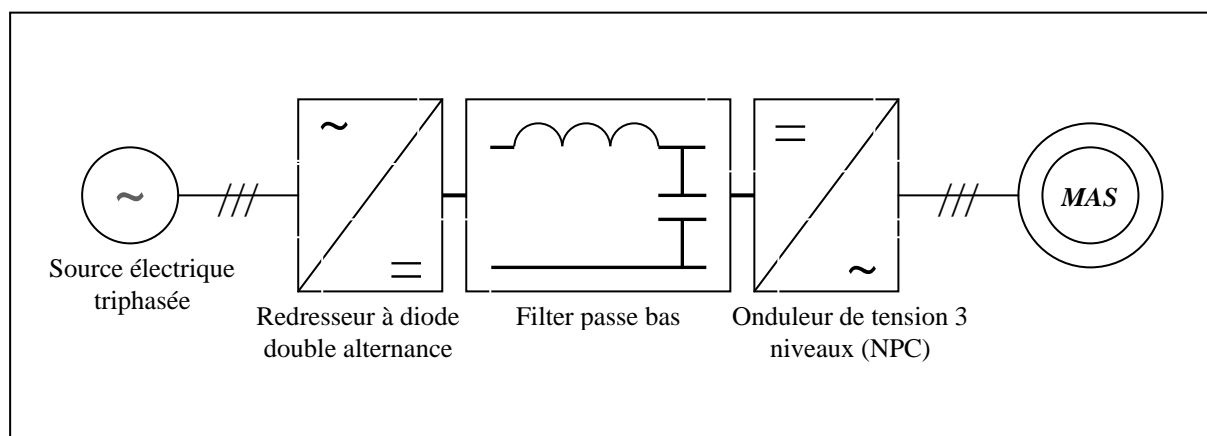 ~
~
MAS
~
Source électrique
triphasée
Redresseur à diode
double alternance
Filter passe bas
Onduleur de tension 3
niveaux (NPC)